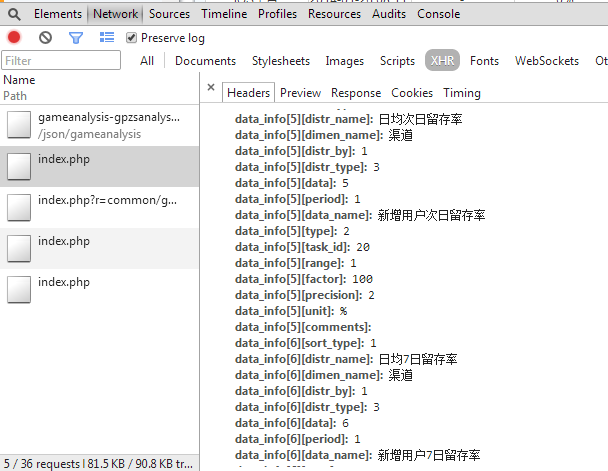 Elements Network Sources Timeline Profiles Resources Audits Console
Preserve log
Filter All Documents Stylesheets Images Scripts XHR Fonts WebSockets Ot
Name
Path
× Headers Preview Response Cookies Timing
gameanalysis-gpzsanalys...
/json/gameanalysis
index.php
index.php?r=common/g...
index.php
index.php
data_info[5][distr_name]: 日均次日留存率
data_info[5][dimen_name]: 渠道
data_info[5][distr_by]: 1
data_info[5][distr_type]: 3
data_info[5][data]: 5
data_info[5][period]: 1
data_info[5][data_name]: 新增用户次日留存率
data_info[5][type]: 2
data_info[5][task_id]: 20
data_info[5][range]: 1
data_info[5][factor]: 100
data_info[5][precision]: 2
data_info[5][unit]: %
data_info[5][comments]:
data_info[6][sort_type]: 1
data_info[6][distr_name]: 日均7日留存率
data_info[6][dimen_name]: 渠道
data_info[6][distr_by]: 1
data_info[6][distr_type]: 3
data_info[6][data]: 6
data_info[6][period]: 1
data_info[6][data_name]: 新增用户7日留存率
5 / 36 requests | 81.5 KB / 90.8 KB tr...